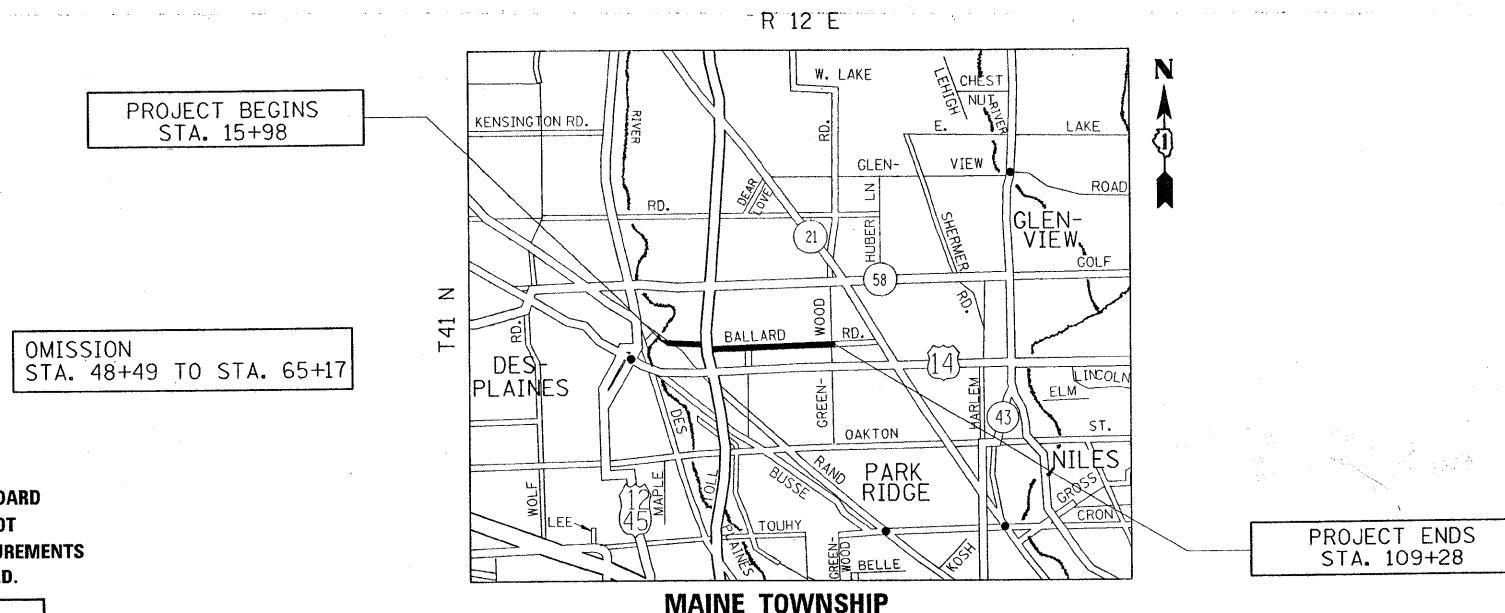 R 12 E
PROJECT BEGINS
STA. 15+98
N
T41 N
OMISSION
STA. 48+49 TO STA. 65+17
W. LAKE
RD.
KENSINGTON RD.
RIVER
LEHIGH
CHEST
NUT
RIVER
E.
LAKE
GLEN-
VIEW
ROAD
DEAR
LOVE
RD.
HUBER LN
SHERMER
RD.
GLEN-
VIEW
21
58
GOLF
RD.
BALLARD
WOOD
RD.
DES-
PLAINES
14
LINCOLN
ELM
GREEN-
HARLEM
43
OAKTON
ST.
DES
RAND
BUSSE
PARK
RIDGE
NILES
GROSS
CRON
WOLF
12
45
MAPLE
TOLL
PLAINES
LEE
TOUHY
GREEN-
WOOD
BELLE
KOSH
PROJECT ENDS
STA. 109+28
MAINE TOWNSHIP
OARD
OT
UREMENTS
D.